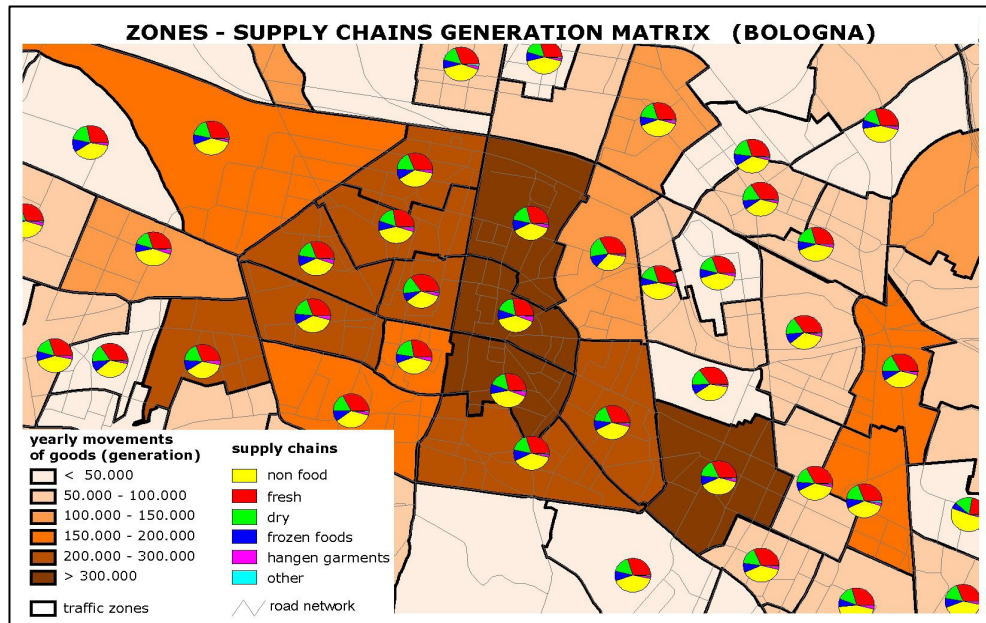 ZONES - SUPPLY CHAINS GENERATION MATRIX (BOLOGNA)
yearly movements
of goods (generation)
< 50.000
50.000 - 100.000
100.000 - 150.000
150.000 - 200.000
200.000 - 300.000
> 300.000
traffic zones
supply chains
non food
fresh
dry
frozen foods
hangen garments
other
road network